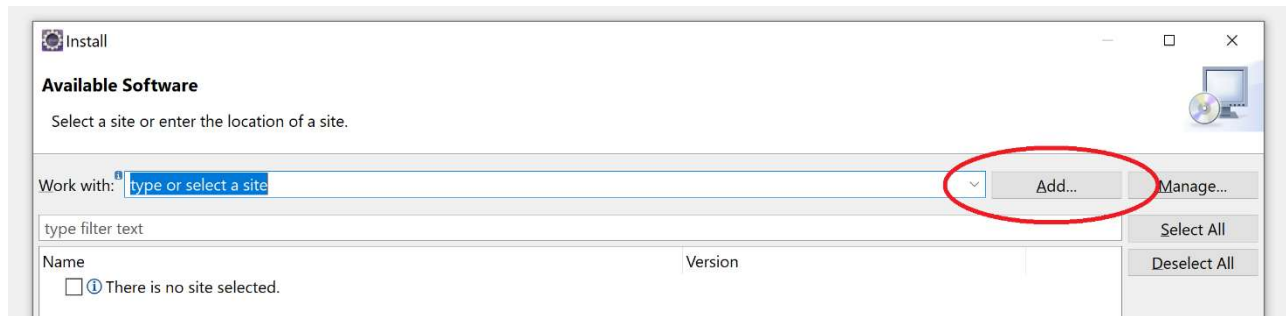 Install
Available Software
Select a site or enter the location of a site.
Work with: type or select a site Add... Manage...
type filter text Select All
Name Version Deselect All
There is no site selected.